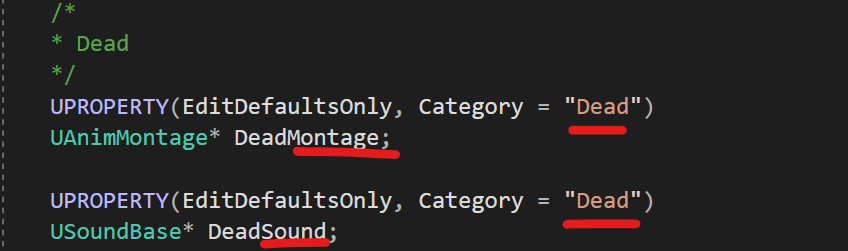 /*
* Dead
*/
UPROPERTY(EditDefaultsOnly, Category = "Dead")
UAnimMontage* DeadMontage;
UPROPERTY(EditDefaultsOnly, Category = "Dead")
USoundBase* DeadSound;